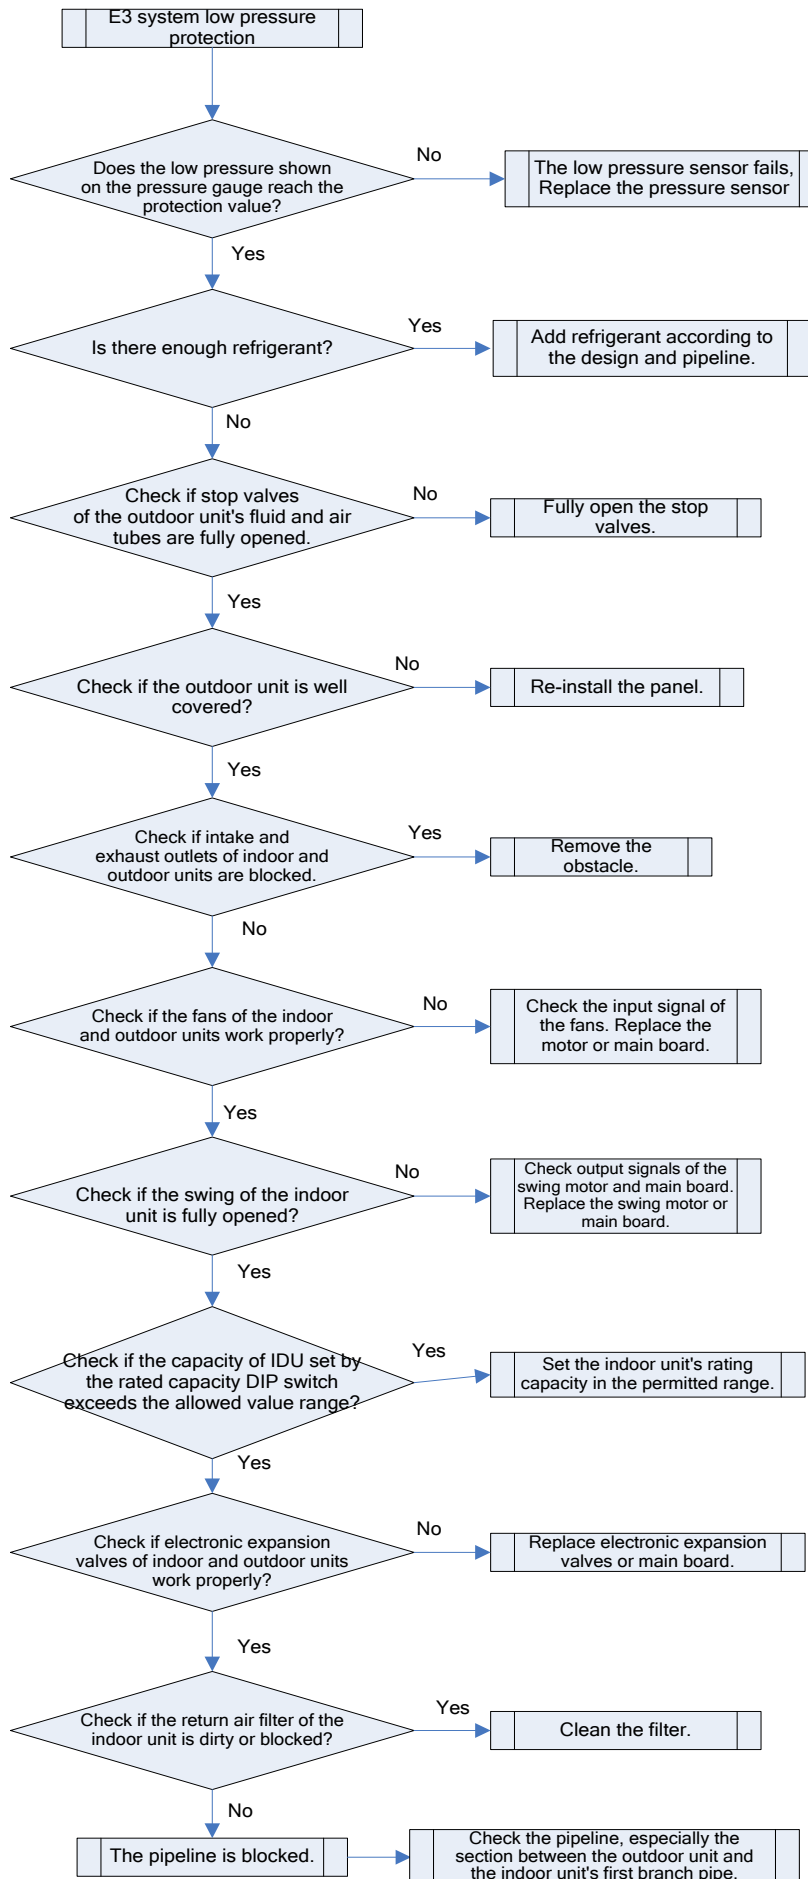 E3 system low pressure
protection
Does the low pressure shown
on the pressure gauge reach the
protection value?
No
The low pressure sensor fails,
Replace the pressure sensor
Yes
Is there enough refrigerant?
Yes
Add refrigerant according to
the design and pipeline.
No
Check if stop valves
of the outdoor unit's fluid and air
tubes are fully opened.
No
Fully open the stop
valves.
Yes
Check if the outdoor unit is well
covered?
No
Re-install the panel.
Yes
Check if intake and
exhaust outlets of indoor and
outdoor units are blocked.
Yes
Remove the
obstacle.
No
Check if the fans of the indoor
and outdoor units work properly?
No
Check the input signal of
the fans. Replace the
motor or main board.
Yes
Check if the swing of the indoor
unit is fully opened?
No
Check output signals of the
swing motor and main board.
Replace the swing motor or
main board.
Yes
Check if the capacity of IDU set by
the rated capacity DIP switch
exceeds the allowed value range?
Yes
Set the indoor unit's rating
capacity in the permitted range.
Yes
Check if electronic expansion
valves of indoor and outdoor units
work properly?
No
Replace electronic expansion
valves or main board.
Yes
Check if the return air filter of the
indoor unit is dirty or blocked?
Yes
Clean the filter.
No
The pipeline is blocked.
Check the pipeline, especially the
section between the outdoor unit and
the indoor unit's first branch pipe.